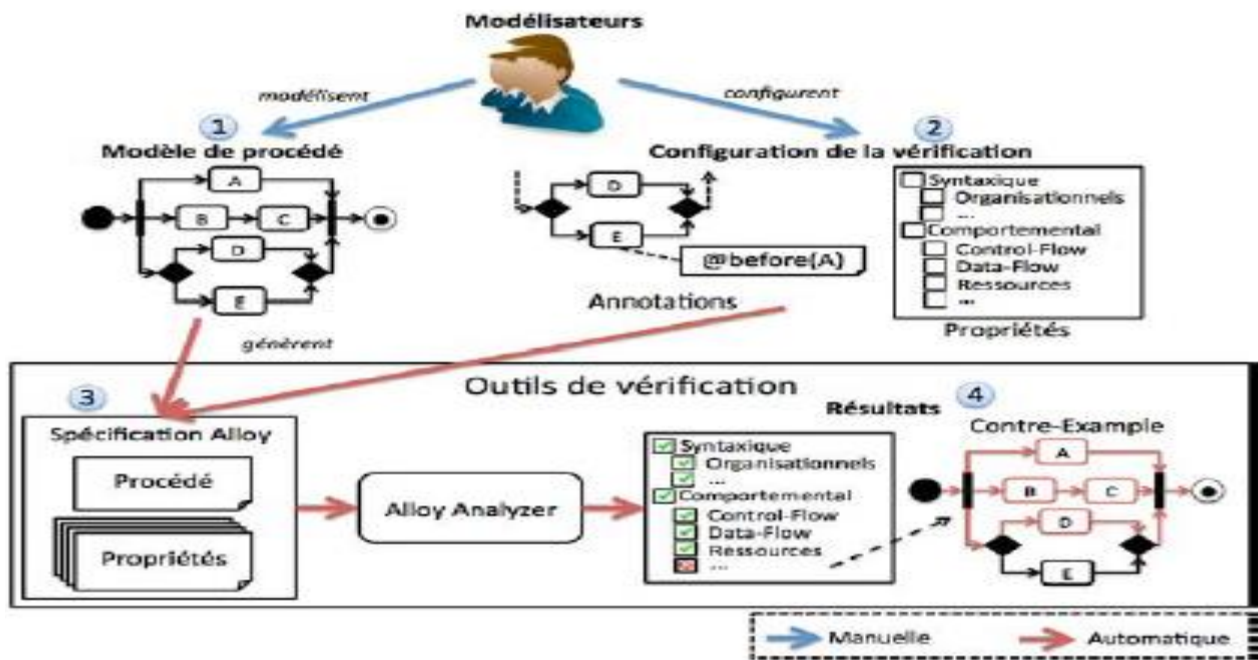 Modélisateurs
modélisent
configurent
1
2
Modèle de procédé
Configuration de la vérification
A
B
C
D
E
D
E
@before(A)
Annotations
Syntaxique
Organisationnels
...
Comportemental
Control-Flow
Data-Flow
Ressources
...
Propriétés
génèrent
Outils de vérification
3
Spécification Alloy
Procédé
Propriétés
Alloy Analyzer
Résultats
4
Syntaxique
Organisationnels
...
Comportemental
Control-Flow
Data-Flow
Ressources
...
Contre-Example
A
B
C
D
E
Manuelle
Automatique